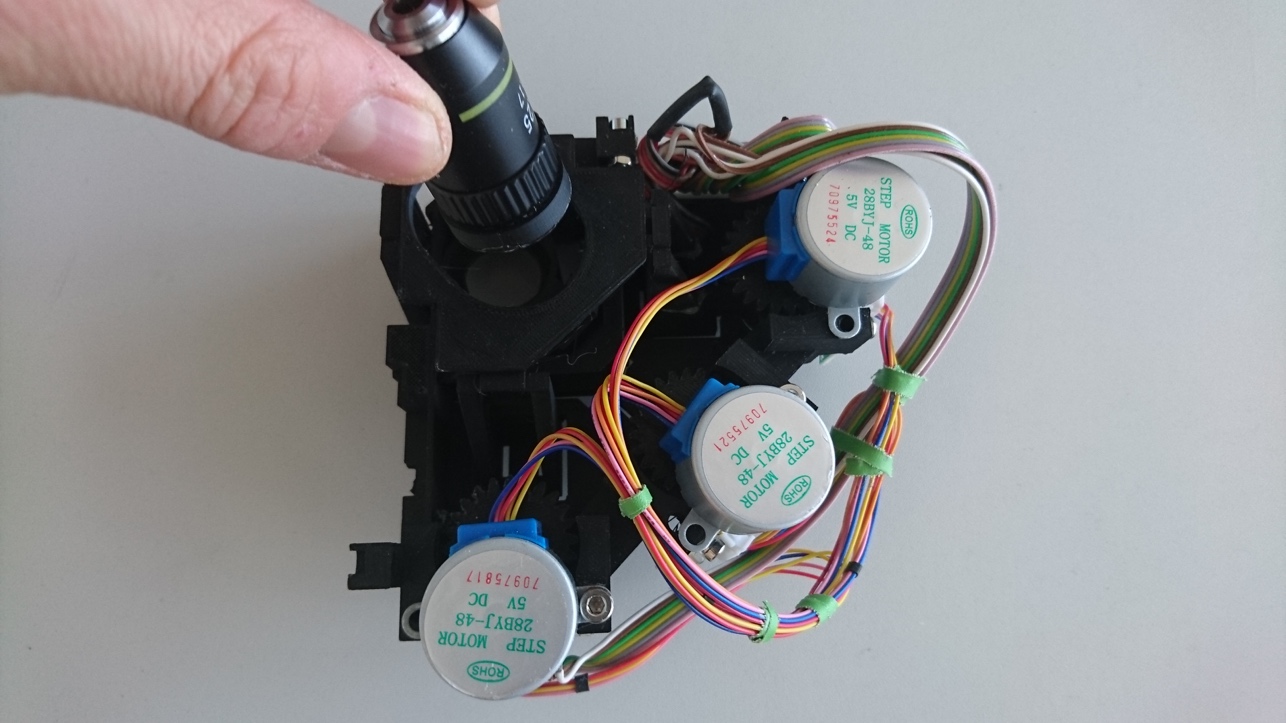 STEP MOTOR
28BYJ-48
5V DC
70975524
ROHS
STEP MOTOR
28BYJ-48
5V DC
70975521
ROHS
STEP MOTOR
28BYJ-48
5V DC
70975817
ROHS